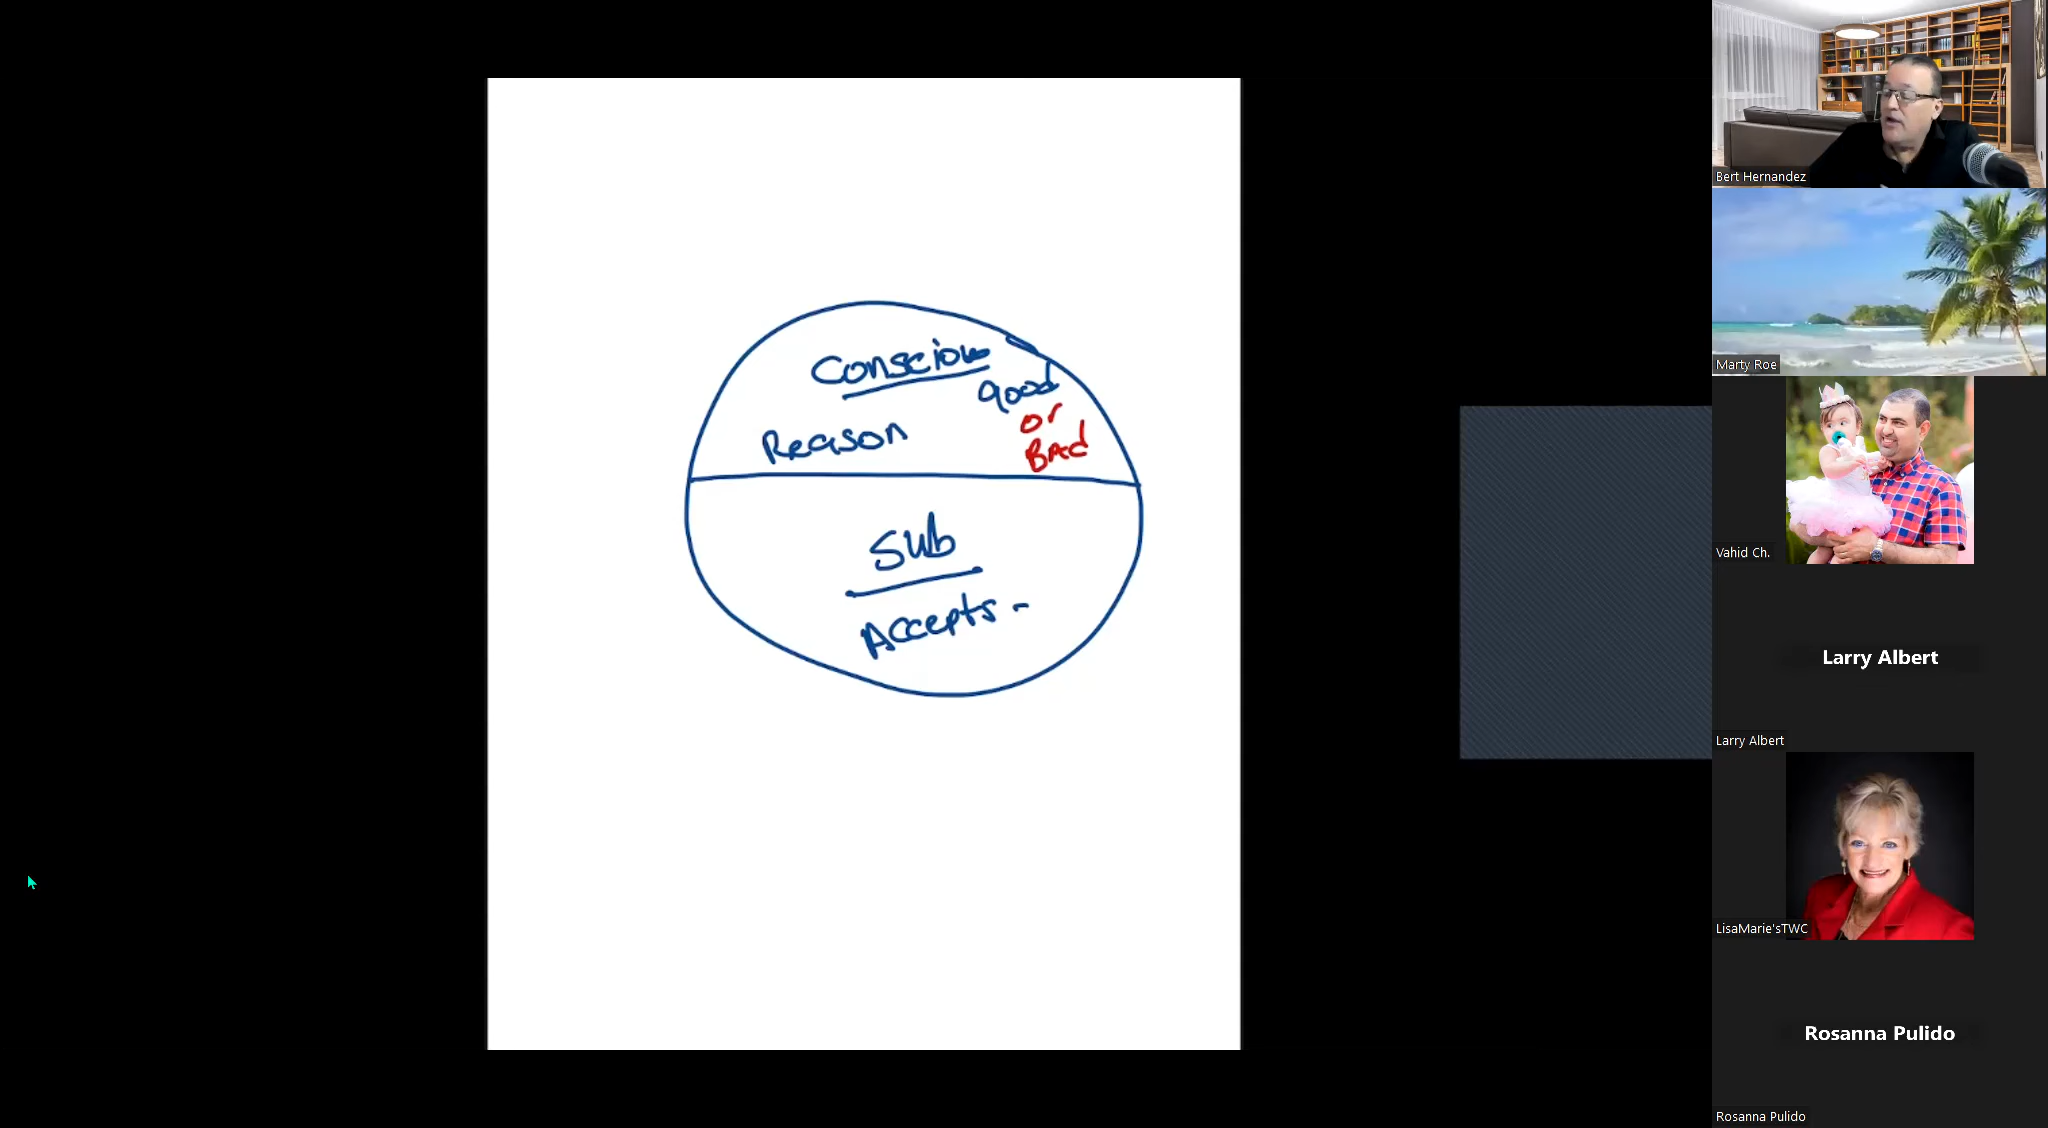 Conscious
good
or
Bad
Reason
Sub
Accepts -
Bert Hernandez
Marty Roe
Vahid Ch.
Larry Albert
Larry Albert
LisaMarie'sTWC
Rosanna Pulido
Rosanna Pulido